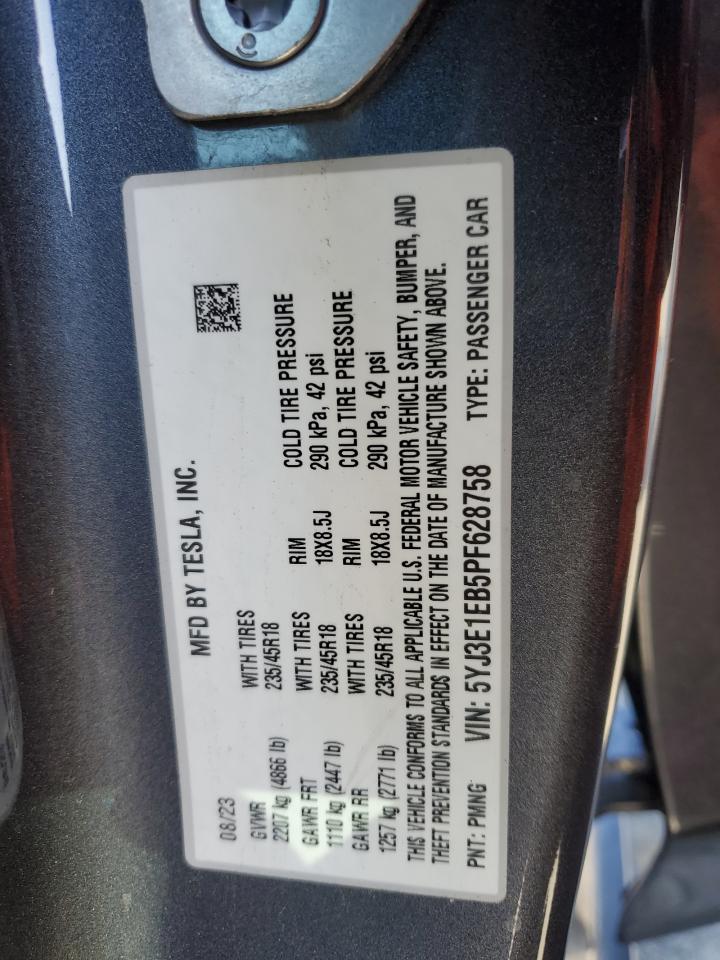 MFD BY TESLA, INC.
08/23
GVWR WITH TIRES
2207 kg (4866 lb) 235/45R18
GAWR FRT WITH TIRES RIM COLD TIRE PRESSURE
1110 kg (2447 lb) 235/45R18 18X8.5J 290 kPa, 42 psi
GAWR RR WITH TIRES RIM COLD TIRE PRESSURE
1257 kg (2771 lb) 235/45R18 18X8.5J 290 kPa, 42 psi
THIS VEHICLE CONFORMS TO ALL APPLICABLE U.S. FEDERAL MOTOR VEHICLE SAFETY, BUMPER, AND
THEFT PREVENTION STANDARDS IN EFFECT ON THE DATE OF MANUFACTURE SHOWN ABOVE.
PNT: PMNG VIN: 5YJ3E1EB5PF628758 TYPE: PASSENGER CAR